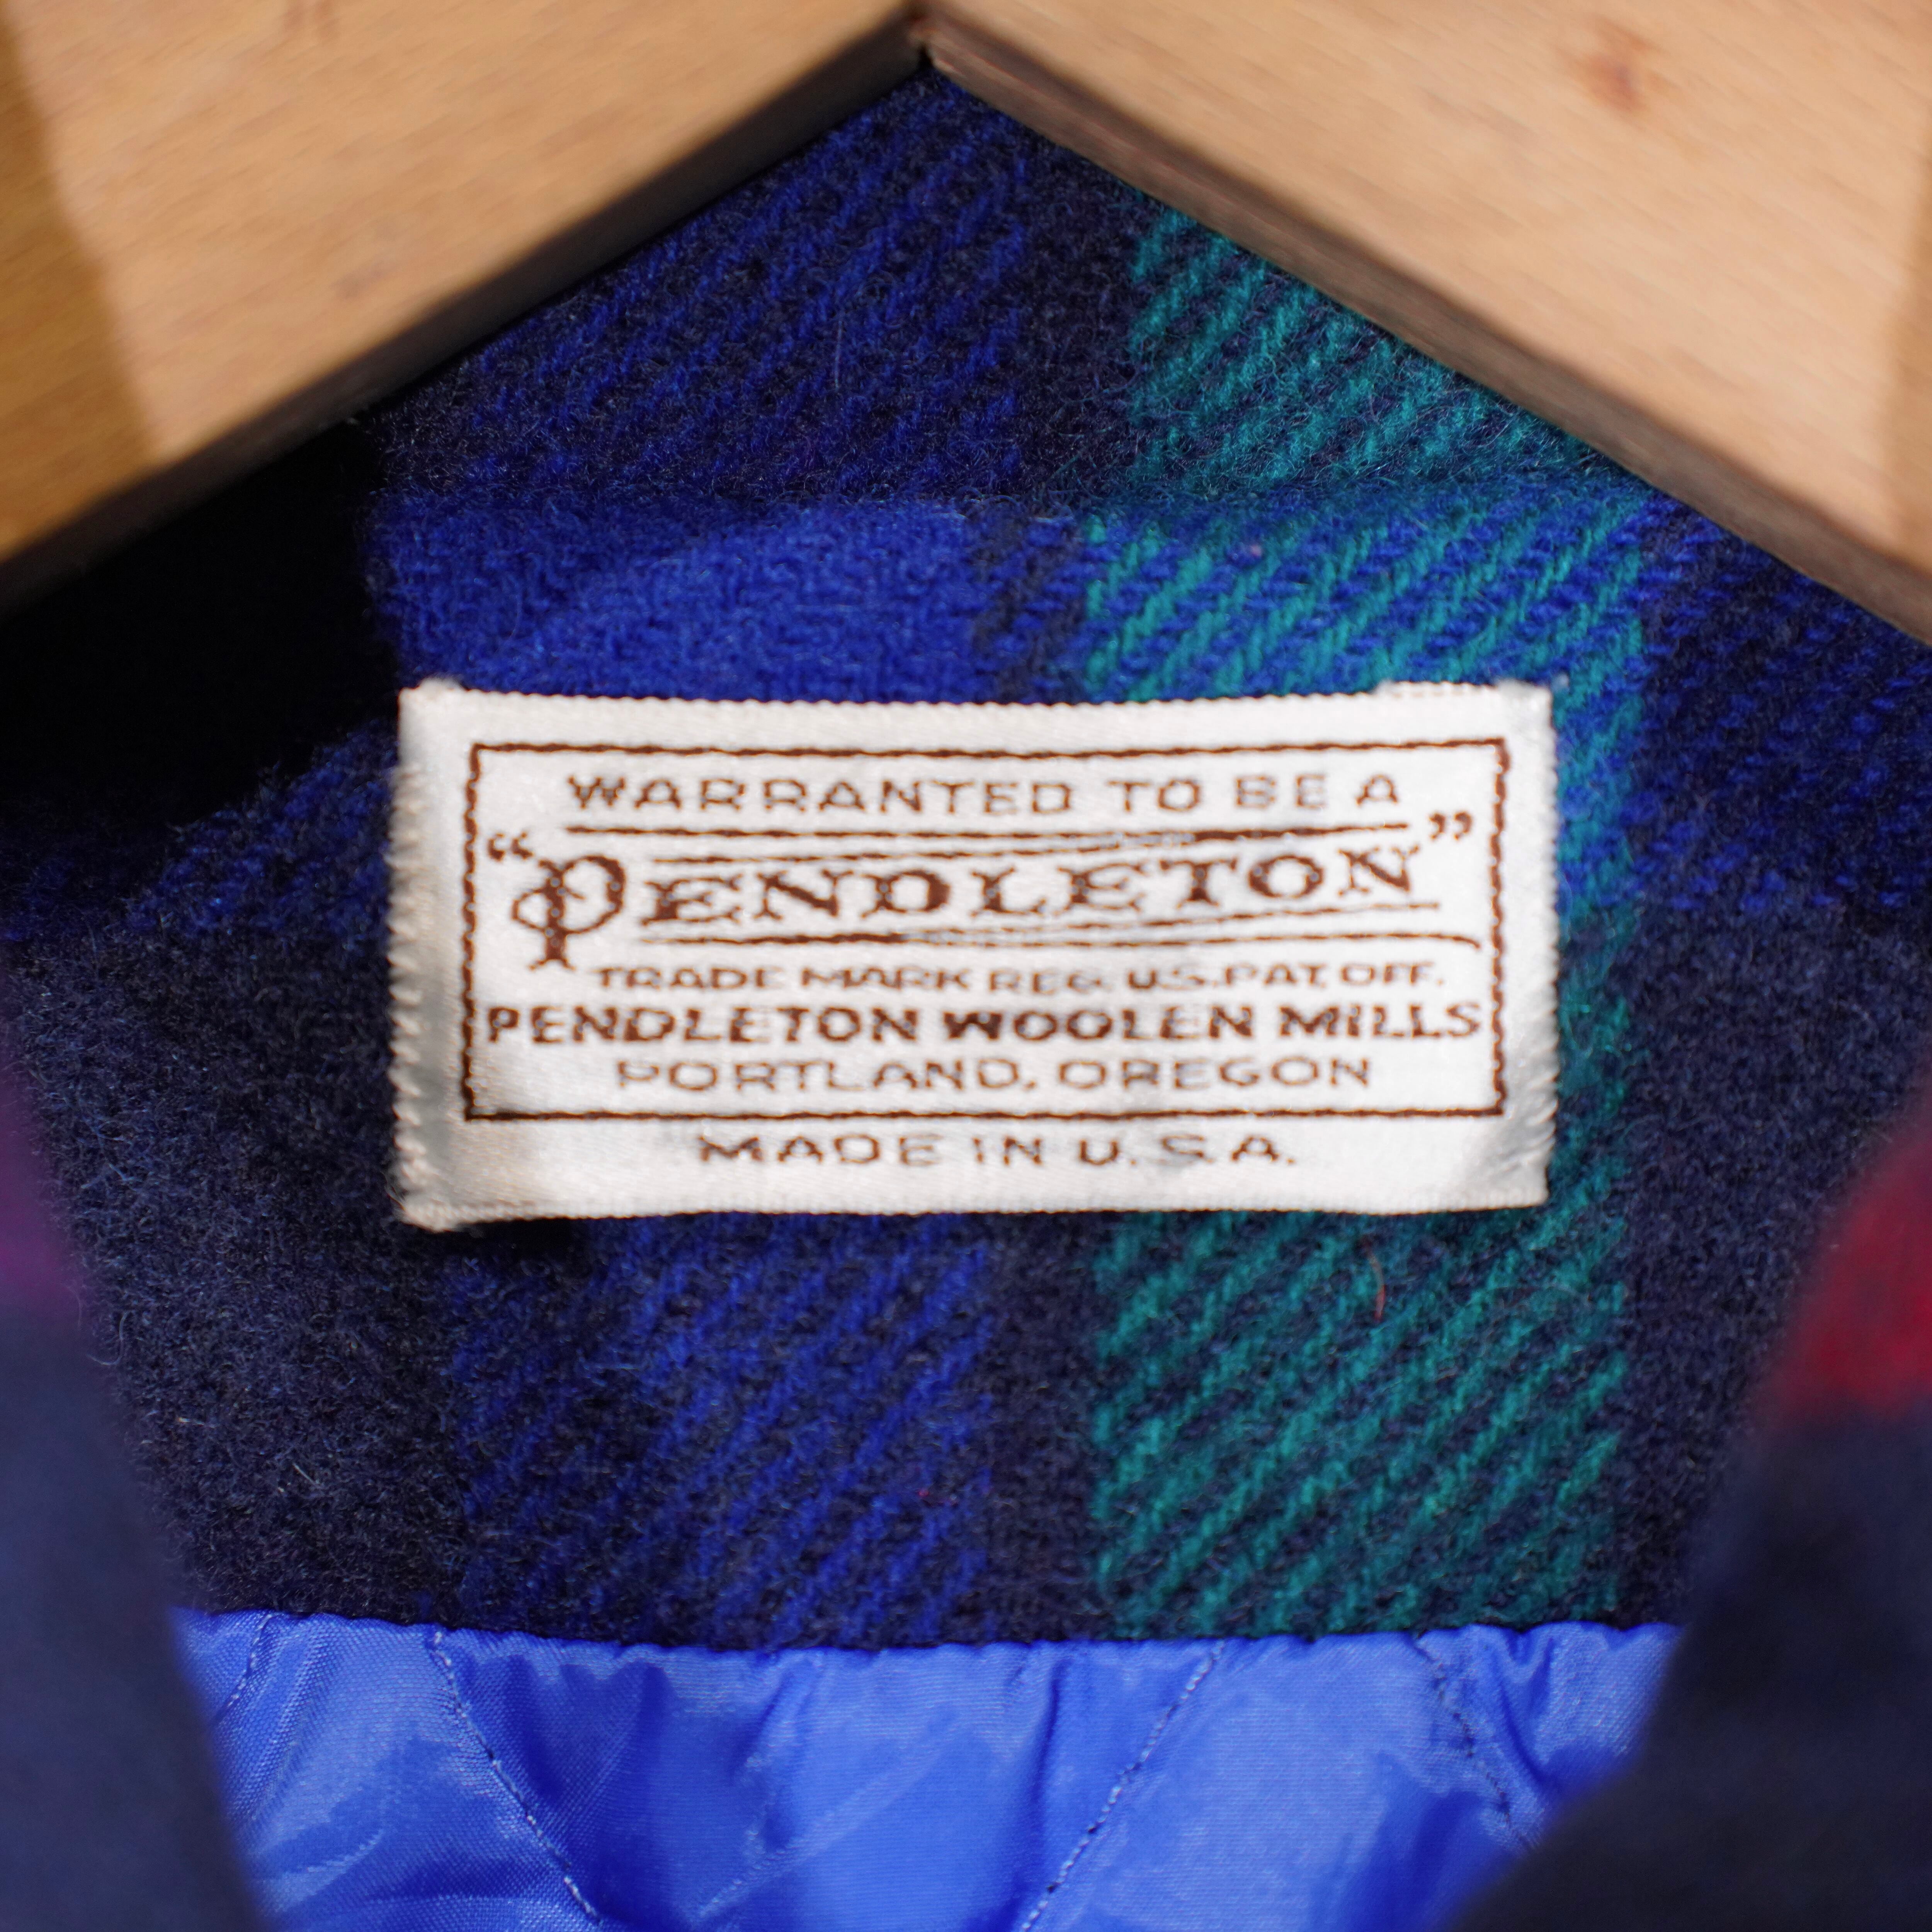 WARRANTED TO BE A
“PENDLETON”
TRADE MARK REG. U.S. PAT. OFF.
PENDLETON WOOLEN MILLS
PORTLAND, OREGON
MADE IN U.S.A.